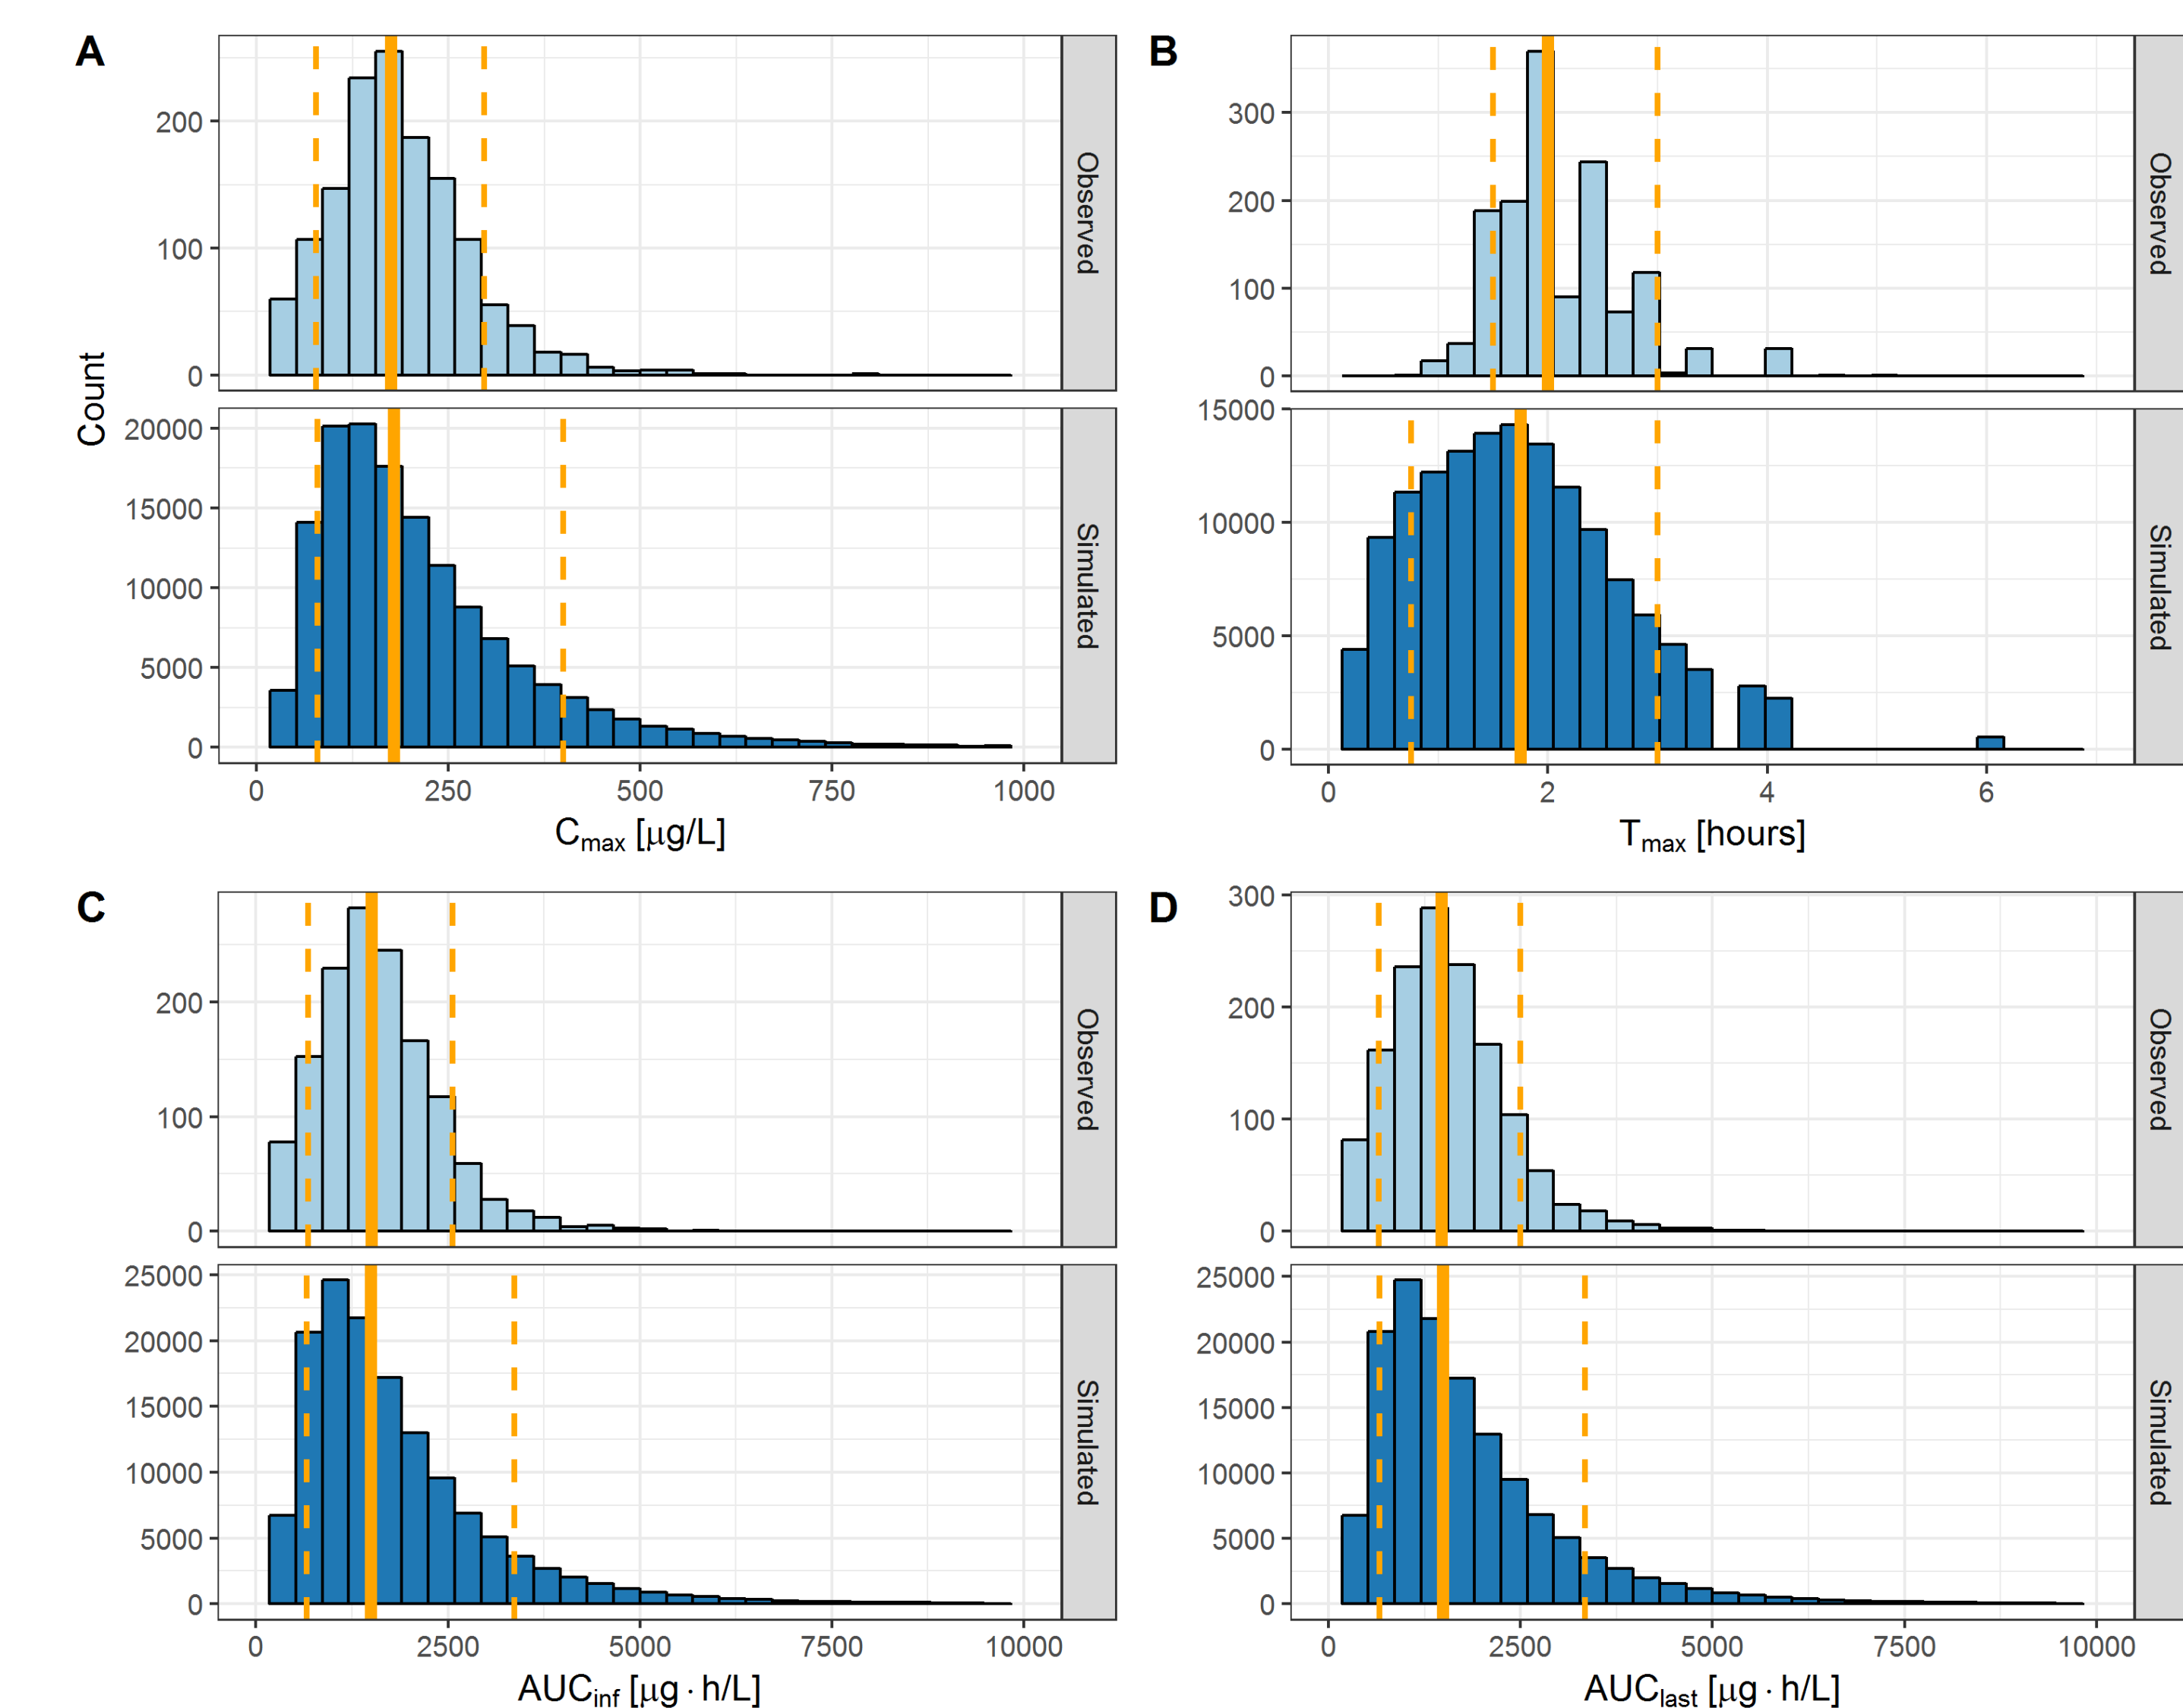 A
Count
200
100
0
Observed
20000
15000
10000
5000
0
Simulated
0 250 500 750 1000
Cmax [µg/L]
B
300
200
100
0
Observed
15000
10000
5000
0
Simulated
0 2 4 6
Tmax [hours]
C
200
100
0
Observed
25000
20000
15000
10000
5000
0
Simulated
0 2500 5000 7500 10000
AUCinf [µg · h/L]
D
300
200
100
0
Observed
25000
20000
15000
10000
5000
0
Simulated
0 2500 5000 7500 10000
AUClast [µg · h/L]